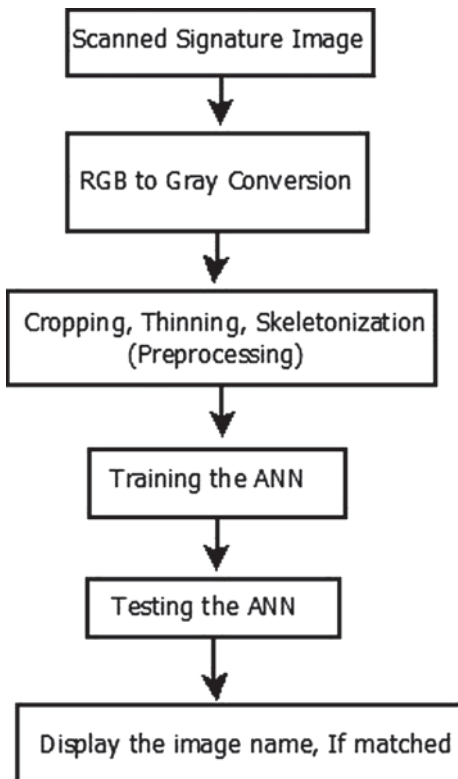 Scanned Signature Image
RGB to Gray Conversion
Cropping, Thinning, Skeletonization
(Preprocessing)
Training the ANN
Testing the ANN
Display the image name, If matched